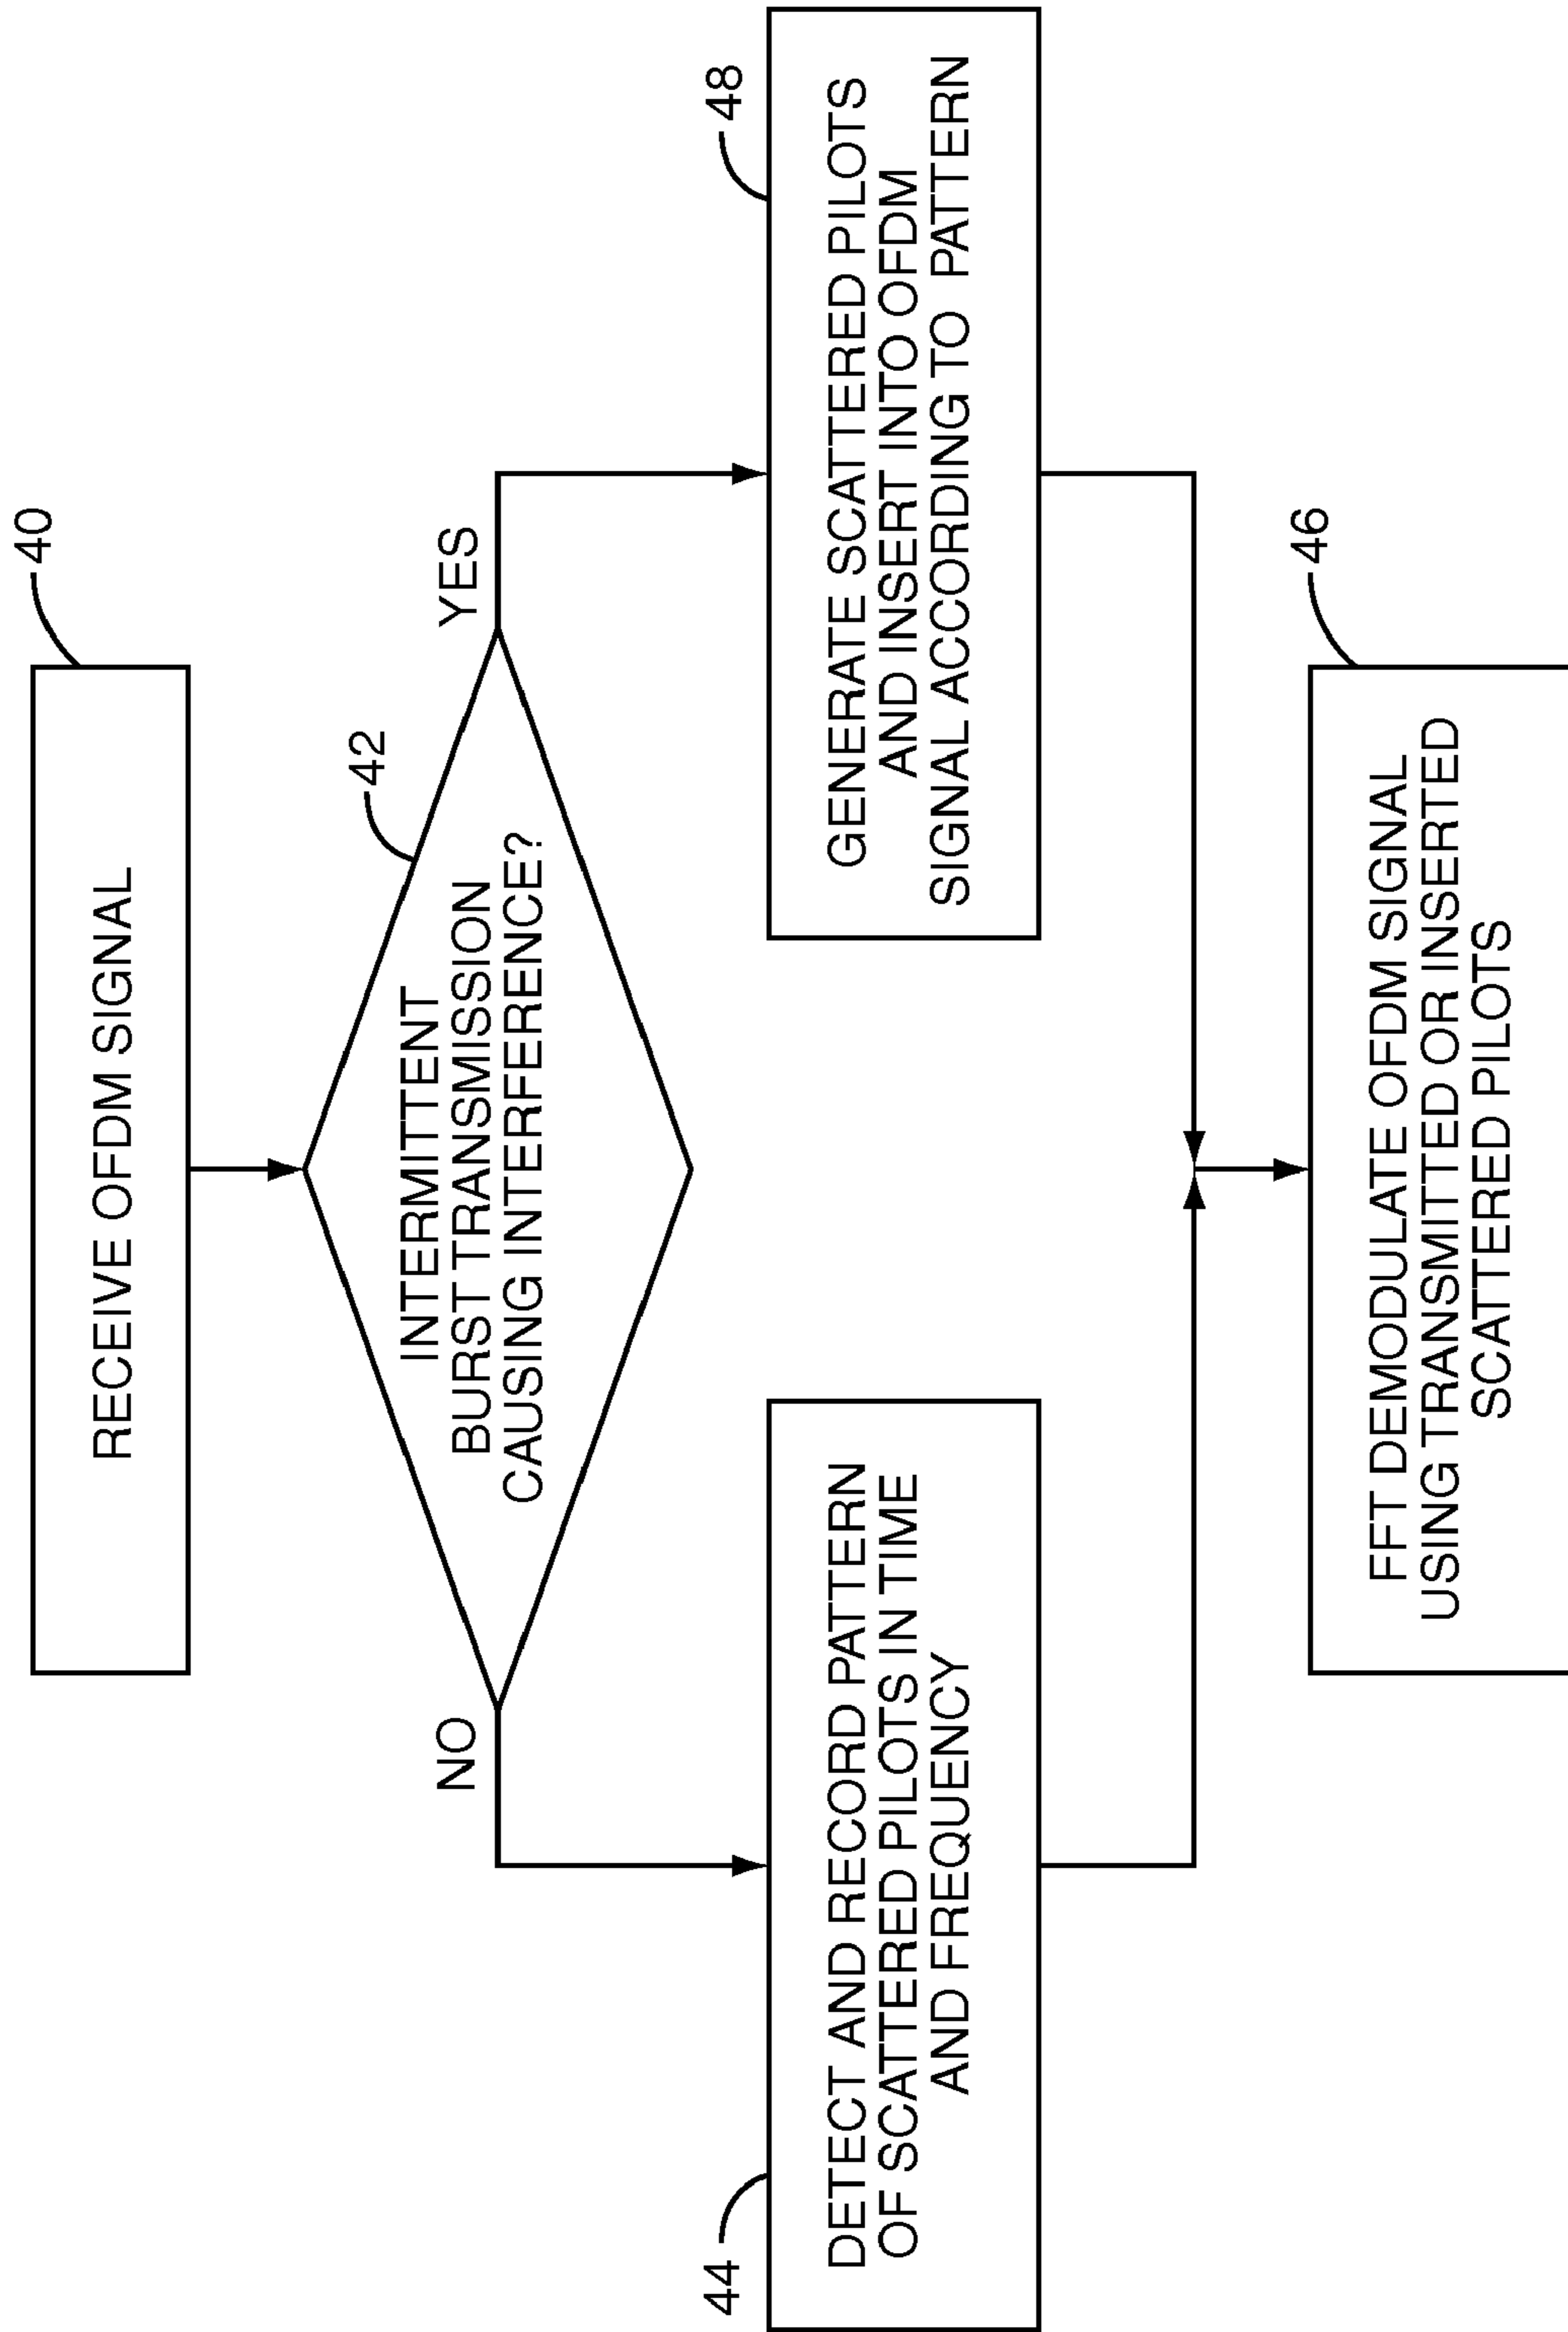 40
RECEIVE OFDM SIGNAL
42
INTERMITTENT
BURST TRANSMISSION
CAUSING INTERFERENCE?
NO
YES
44
DETECT AND RECORD PATTERN
OF SCATTERED PILOTS IN TIME
AND FREQUENCY
48
GENERATE SCATTERED PILOTS
AND INSERT INTO OFDM
SIGNAL ACCORDING TO PATTERN
46
FFT DEMODULATE OFDM SIGNAL
USING TRANSMITTED OR INSERTED
SCATTERED PILOTS